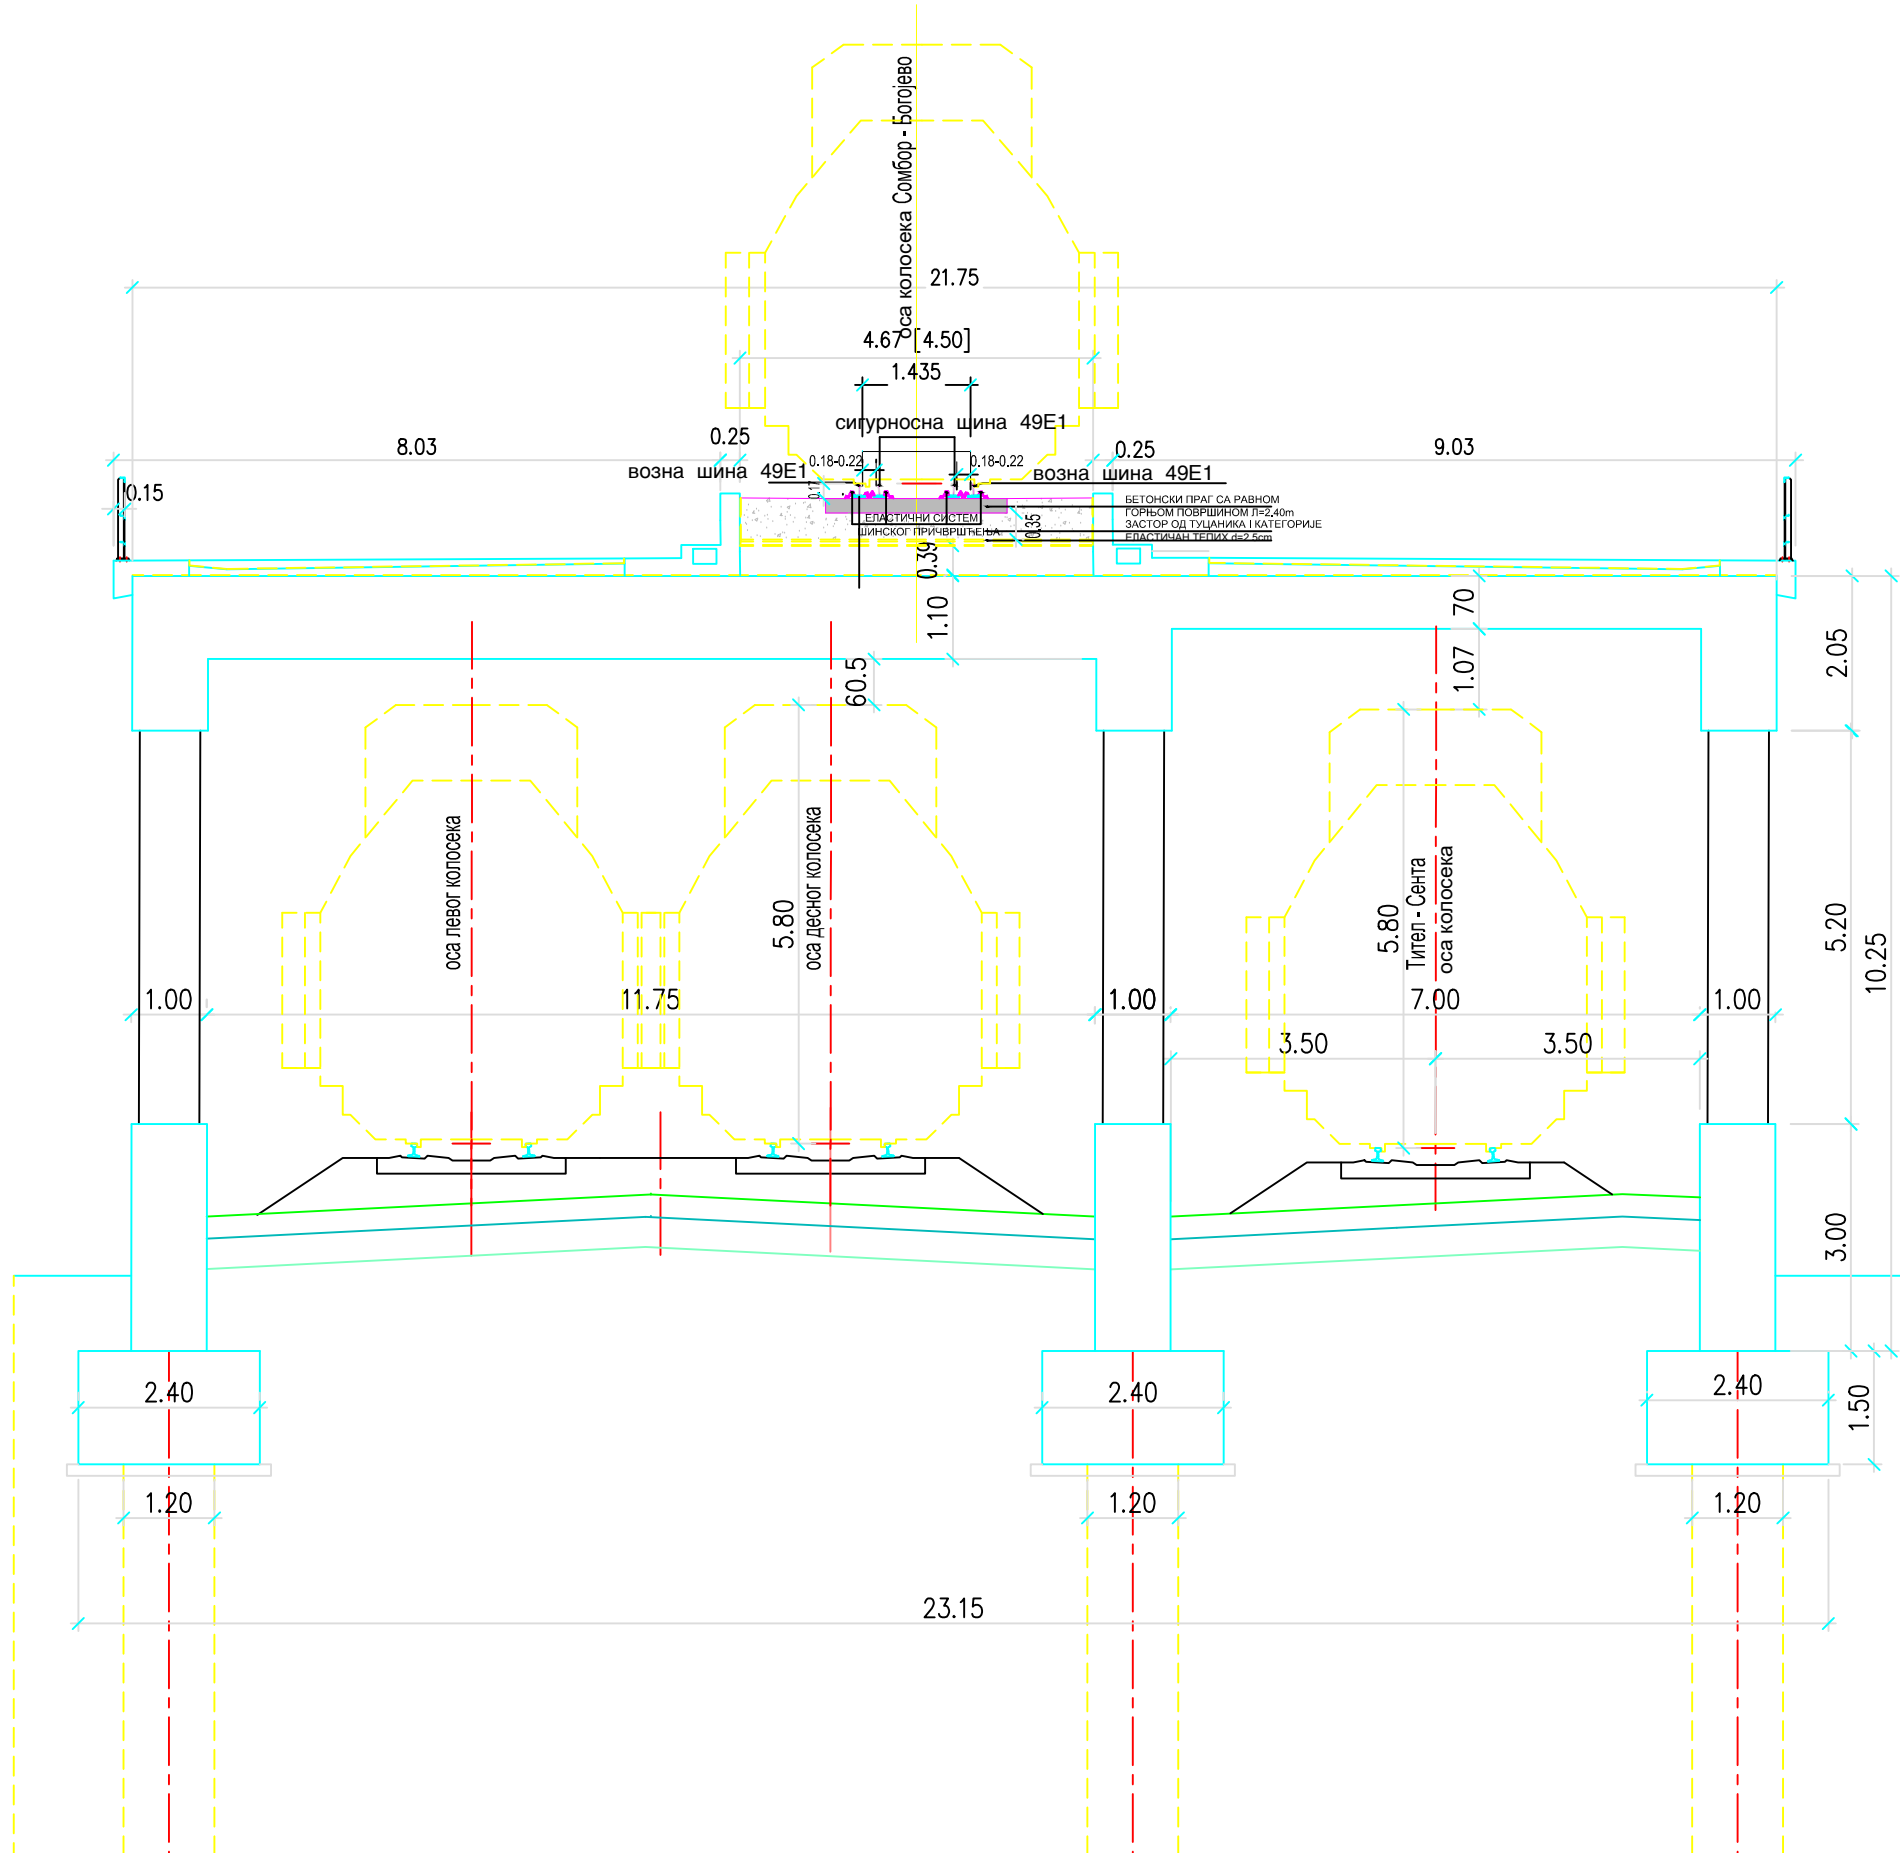 оса колосека Сомбор - Богојево
21.75
4.67 [4.50]
1.435
сигурносна шина 49E1
8.03
0.25
0.25
9.03
0.18-0.22
0.18-0.22
возна шина 49E1
возна шина 49E1
0.15
0.17
БЕТОНСКИ ПРАГ СА РАВНОМ
ГОРЊОМ ПОВРШИНОМ Л=2,40m
ЗАСТОР ОД ТУЦАНИКА I КАТЕГОРИЈЕ
ЕЛАСТИЧАН ТЕПИХ d=2.5cm
ЕЛАСТИЧНИ СИСТЕМ
ШИНСКОГ ПРИЧВРШЋЕЊА
0.35
0.39
1.10
70
60.5
1.07
2.05
оса левог колосека
5.80
оса десног колосека
5.80
Тител - Сента
оса колосека
5.20
10.25
1.00
11.75
1.00
7.00
1.00
3.50
3.50
3.00
2.40
2.40
2.40
1.50
1.20
1.20
1.20
23.15